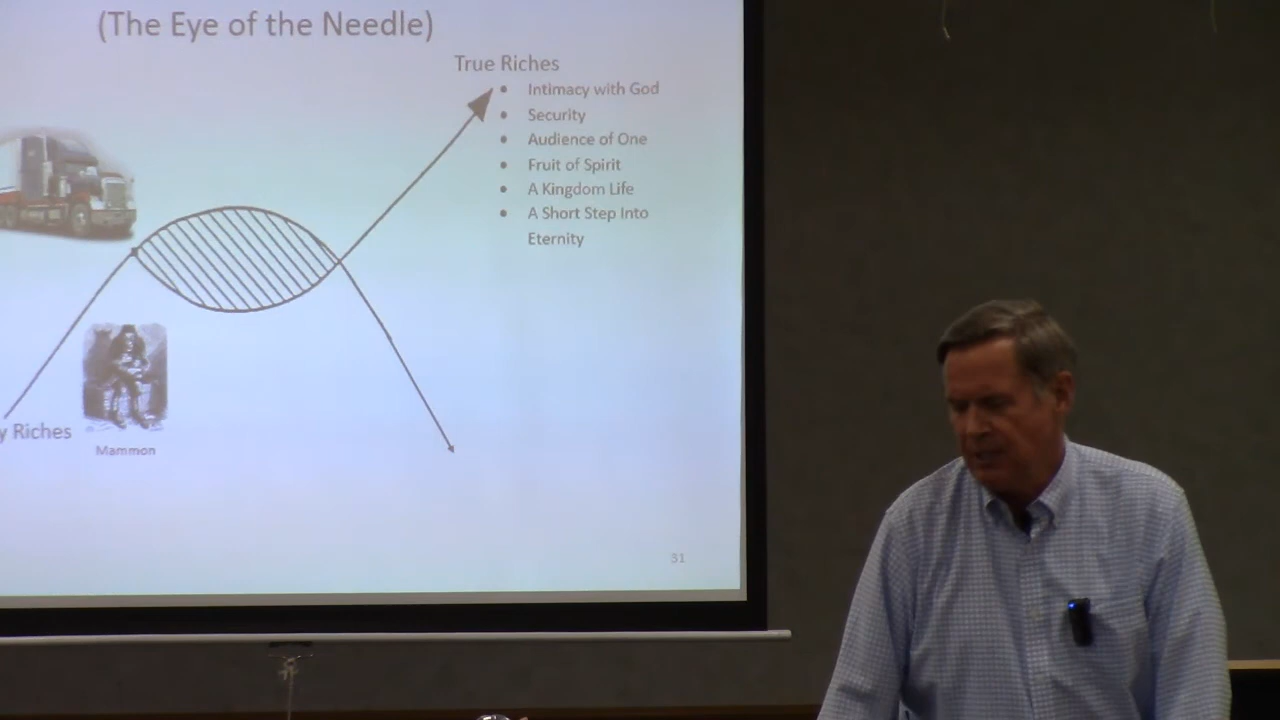 (The Eye of the Needle)
True Riches
• Intimacy with God
• Security
• Audience of One
• Fruit of Spirit
• A Kingdom Life
• A Short Step Into
Eternity
y Riches
Mammon
31